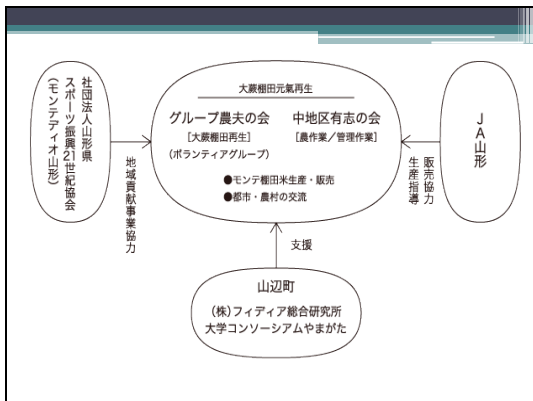 社団法人山形県
スポーツ振興21世紀協会
(モンテディオ山形)
地域貢献事業協力
大蕨棚田元氣再生
グループ農夫の会
[大蕨棚田再生]
(ボランティアグループ)
中地区有志の会
[農作業／管理作業]
●モンテ棚田米生産・販売
●都市・農村の交流
JA山形
販売協力
生産指導
支援
山辺町
(株)フィディア総合研究所
大学コンソーシアムやまがた